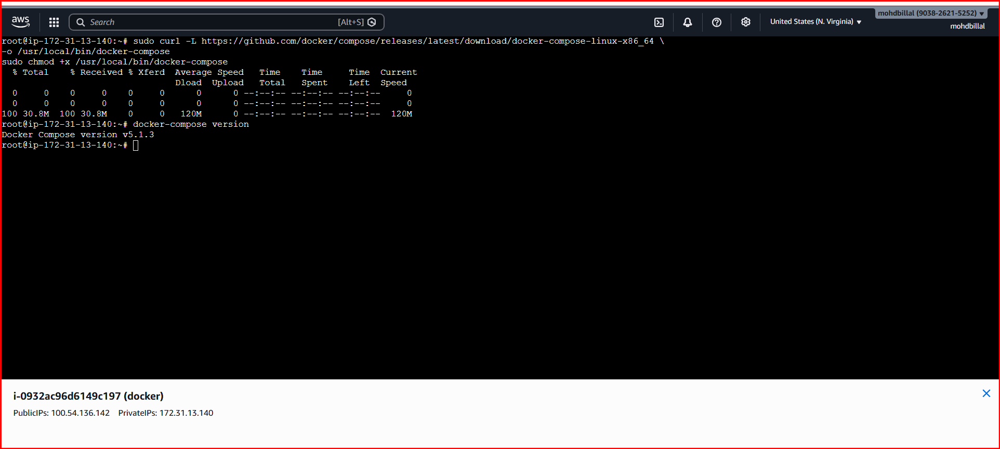 aws
Search [Alt+S]
United States (N. Virginia)
mohdbillal (9038-2621-5252)
mohdbillal
root@ip-172-31-13-140:~# sudo curl -L https://github.com/docker/compose/releases/latest/download/docker-compose-linux-x86_64 \
-o /usr/local/bin/docker-compose
sudo chmod +x /usr/local/bin/docker-compose
  % Total    % Received % Xferd  Average Speed   Time    Time     Time  Current
                                 Dload  Upload   Total   Spent    Left  Speed
  0     0    0     0    0     0      0      0 --:--:-- --:--:-- --:--:--     0
  0     0    0     0    0     0      0      0 --:--:-- --:--:-- --:--:--     0
100 30.8M  100 30.8M    0     0   120M      0 --:--:-- --:--:-- --:--:--  120M
root@ip-172-31-13-140:~# docker-compose version
Docker Compose version v5.1.3
root@ip-172-31-13-140:~#
i-0932ac96d6149c197 (docker)
PublicIPs: 100.54.136.142 PrivateIPs: 172.31.13.140